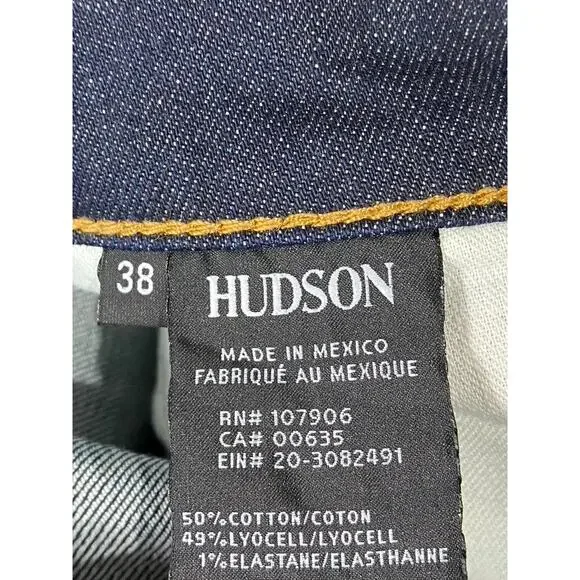 38
HUDSON
MADE IN MEXICO
FABRIQUÉ AU MEXIQUE
RN# 107906
CA# 00635
EIN# 20-3082491
50%COTTON/COTON
49%LYOCELL/LYOCELL
1%ELASTANE/ELASTHANNE